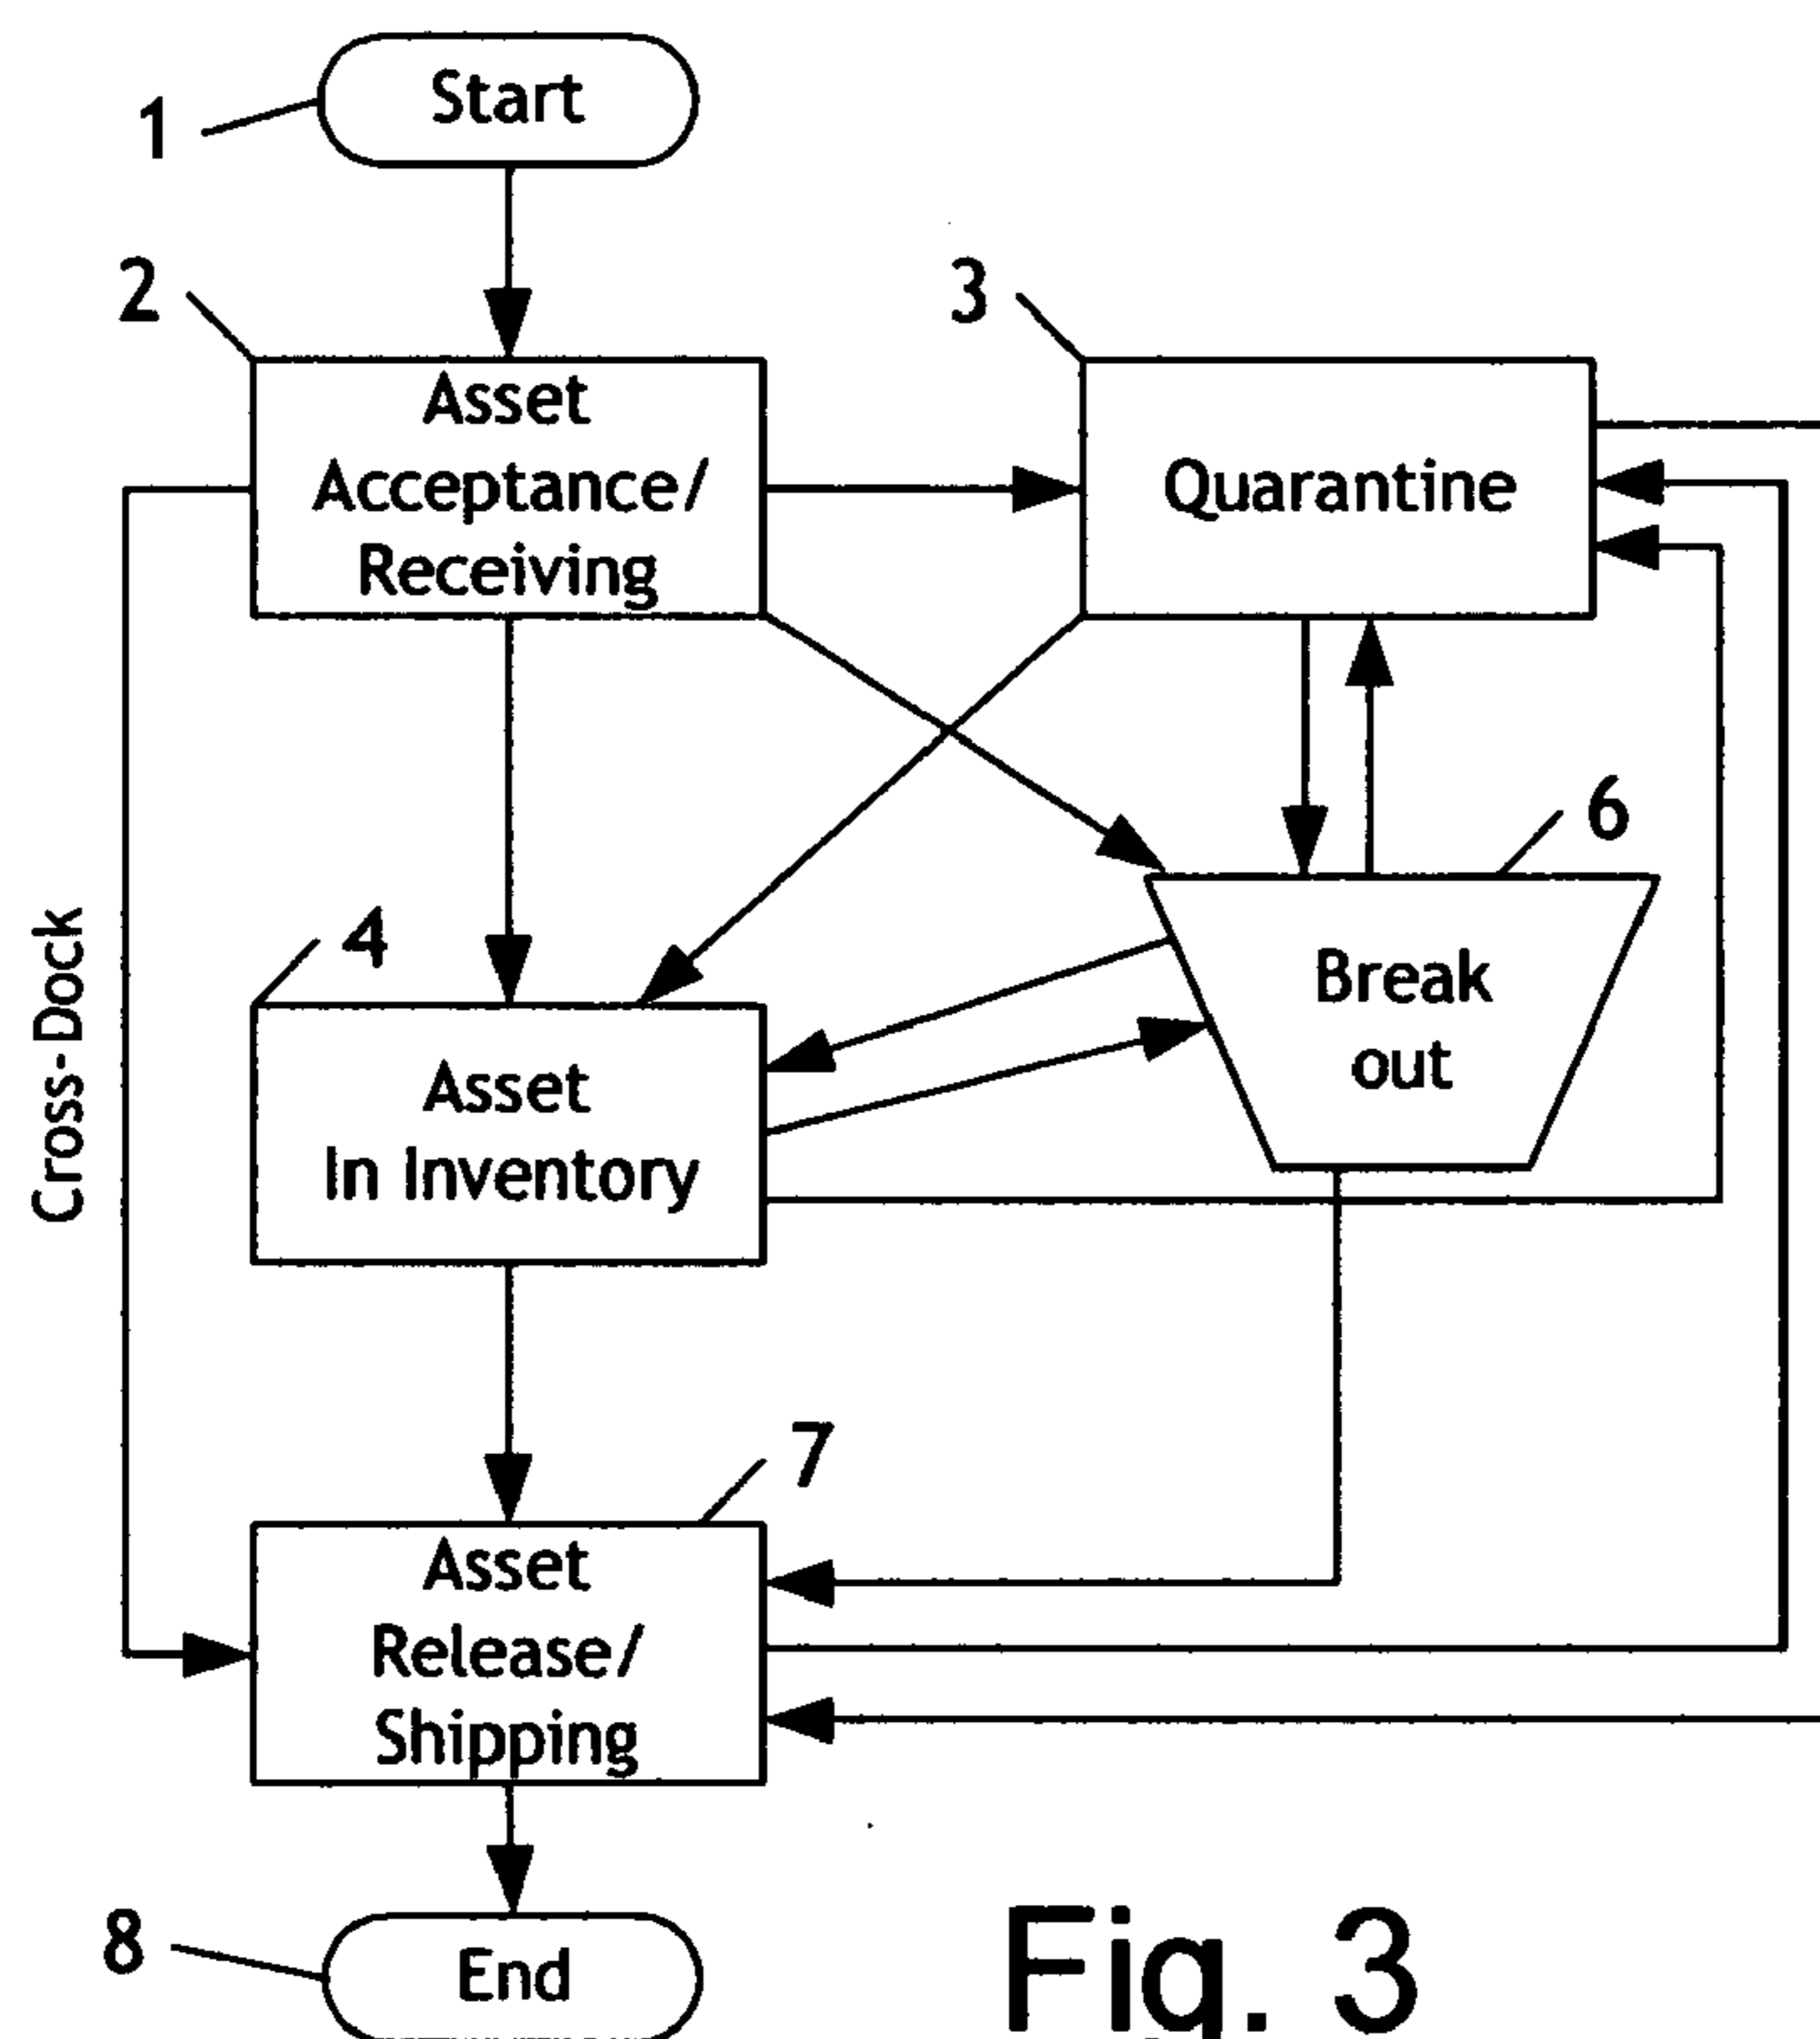 1
Start
2
Asset
Acceptance/
Receiving
3
Quarantine
Cross-Dock
4
Asset
In Inventory
6
Break
out
7
Asset
Release/
Shipping
8
End
Fig. 3